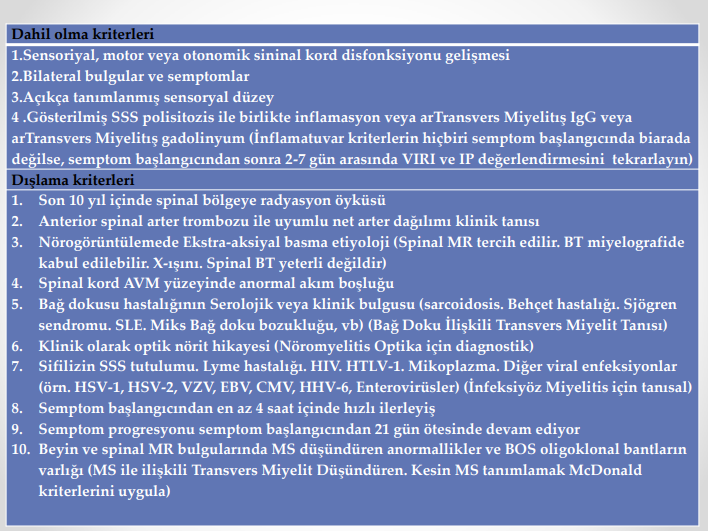 Dahil olma kriterleri
1.Sensoriyal, motor veya otonomik sininal kord disfonksiyonu gelişmesi
2.Bilateral bulgular ve semptomlar
3.Açıkça tanımlanmış sensoryal düzey
4 .Gösterilmiş SSS polisitozis ile birlikte inflamasyon veya arTransvers Miyelitış IgG veya
arTransvers Miyelitış gadolinyum (İnflamatuvar kriterlerin hiçbiri semptom başlangıcında biarada
değilse, semptom başlangıcından sonra 2-7 gün arasında VIRI ve IP değerlendirmesini tekrarlayın)
Dışlama kriterleri
1. Son 10 yıl içinde spinal bölgeye radyasyon öyküsü
2. Anterior spinal arter trombozu ile uyumlu net arter dağılımı klinik tanısı
3. Nörogörüntülemede Ekstra-aksiyal basma etiyoloji (Spinal MR tercih edilir. BT miyelografide
kabul edilebilir. X-ışını. Spinal BT yeterli değildir)
4. Spinal kord AVM yüzeyinde anormal akım boşluğu
5. Bağ dokusu hastalığının Serolojik veya klinik bulgusu (sarcoidosis. Behçet hastalığı. Sjögren
sendromu. SLE. Miks Bağ doku bozukluğu, vb) (Bağ Doku İlişkili Transvers Miyelit Tanısı)
6. Klinik olarak optik nörit hikayesi (Nöromyelitis Optika için diagnostik)
7. Sifilizin SSS tutulumu. Lyme hastalığı. HIV. HTLV-1. Mikoplazma. Diğer viral enfeksiyonlar
(örn. HSV-1, HSV-2, VZV, EBV, CMV, HHV-6, Enterovirüsler) (İnfeksiyöz Miyelitis için tanısal)
8. Semptom başlangıcından en az 4 saat içinde hızlı ilerleyiş
9. Semptom progresyonu semptom başlangıcından 21 gün ötesinde devam ediyor
10. Beyin ve spinal MR bulgularında MS düşündüren anormallikler ve BOS oligoklonal bantların
varlığı (MS ile ilişkili Transvers Miyelit Düşündüren. Kesin MS tanımlamak McDonald
kriterlerini uygula)